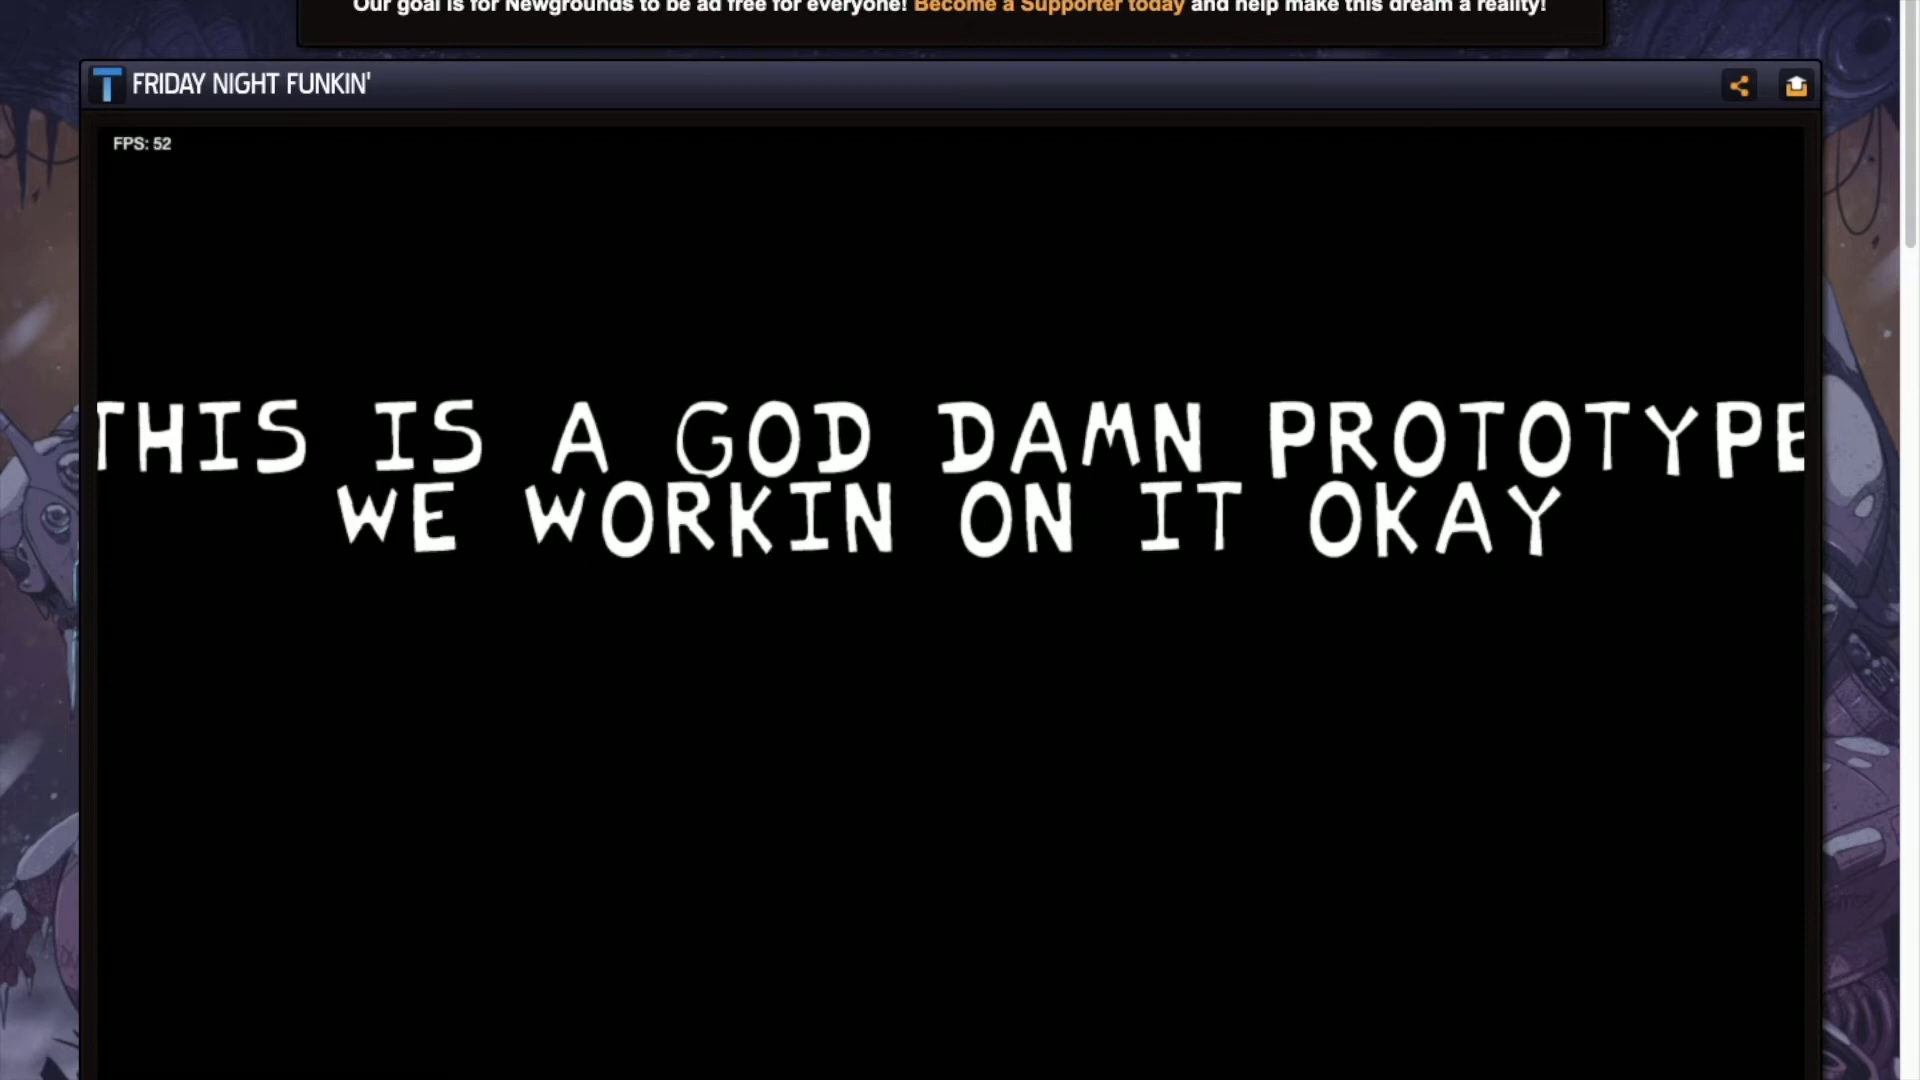 Our goal is for Newgrounds to be ad free for everyone! Become a Supporter today and help make this dream a reality!
FRIDAY NIGHT FUNKIN'
FPS: 52
THIS IS A GOD DAMN PROTOTYPE
WE WORKIN ON IT OKAY